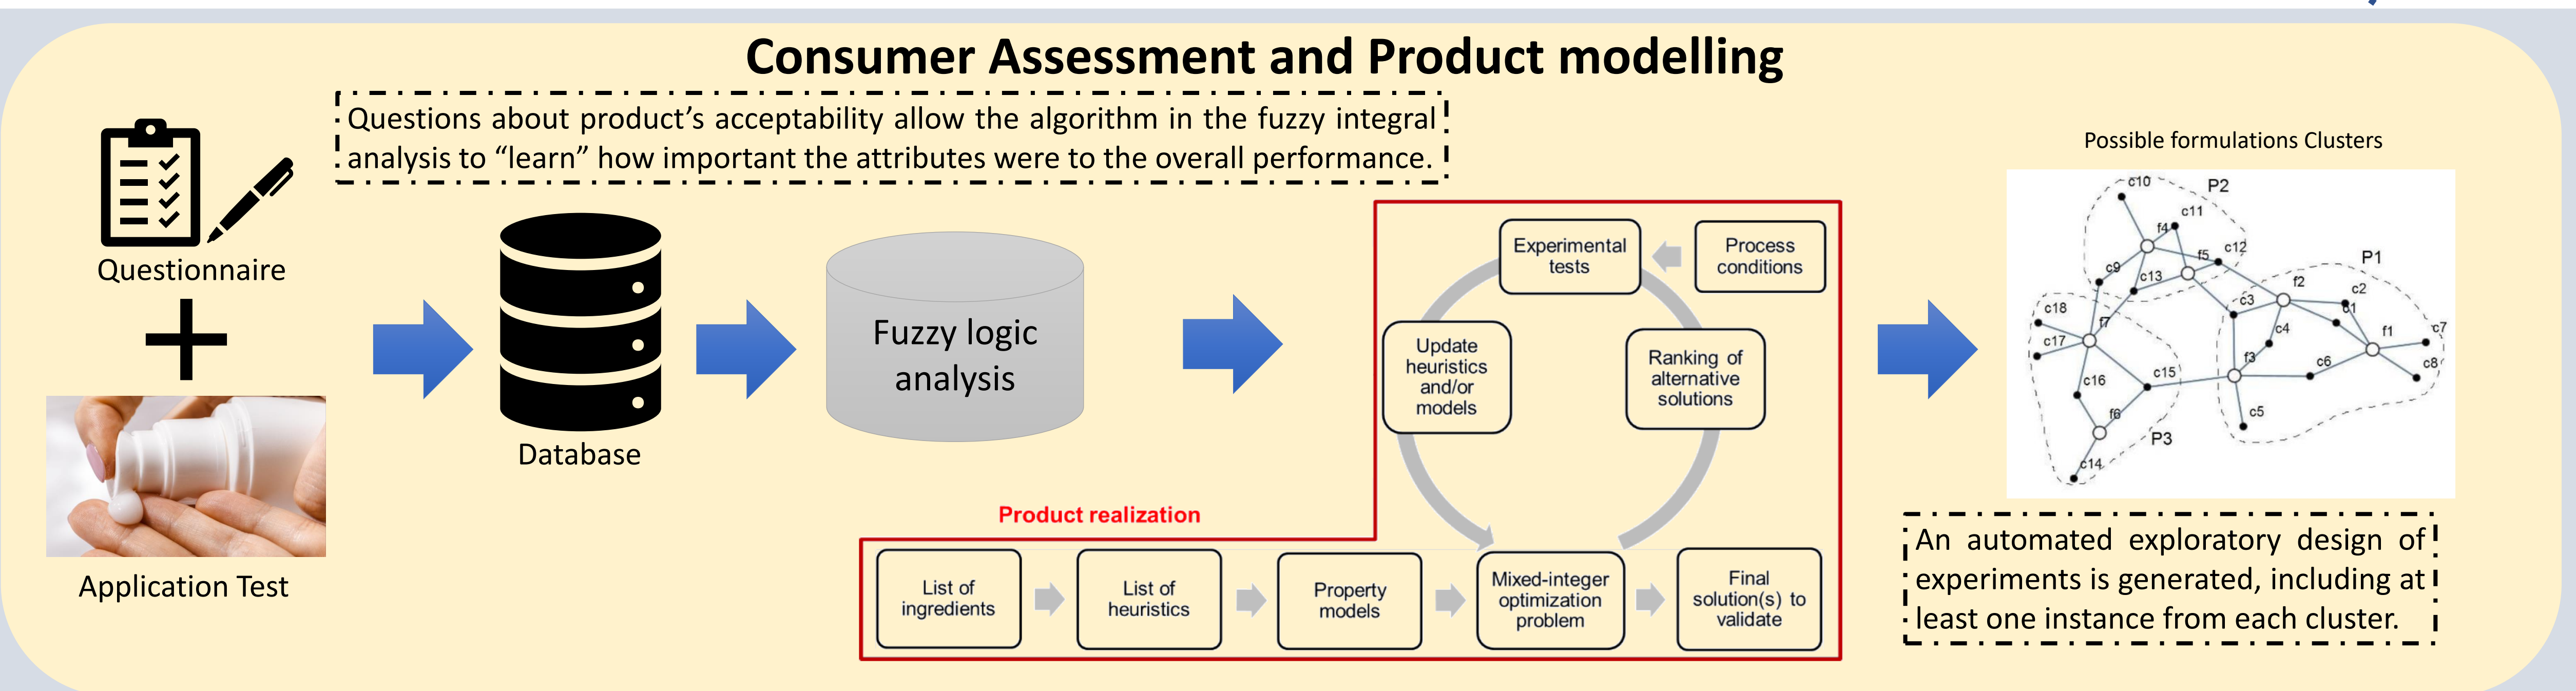 Consumer Assessment and Product modelling
Questions about product’s acceptability allow the algorithm in the fuzzy integral
analysis to “learn” how important the attributes were to the overall performance.
Questionnaire
Application Test
Database
Fuzzy logic
analysis
Product realization
Experimental
tests
Process
conditions
Update
heuristics
and/or
models
Ranking of
alternative
solutions
List of
ingredients
List of
heuristics
Property
models
Mixed-integer
optimization
problem
Final
solution(s) to
validate
Possible formulations Clusters
c10
P2
c11
f4
c12
f5
c9
c13
P1
f2
c2
c3
c1
c18
f7
c4
f1
c7
c17
f3
c6
c8
c15
c16
f6
c5
P3
c14
An automated exploratory design of
experiments is generated, including at
least one instance from each cluster.